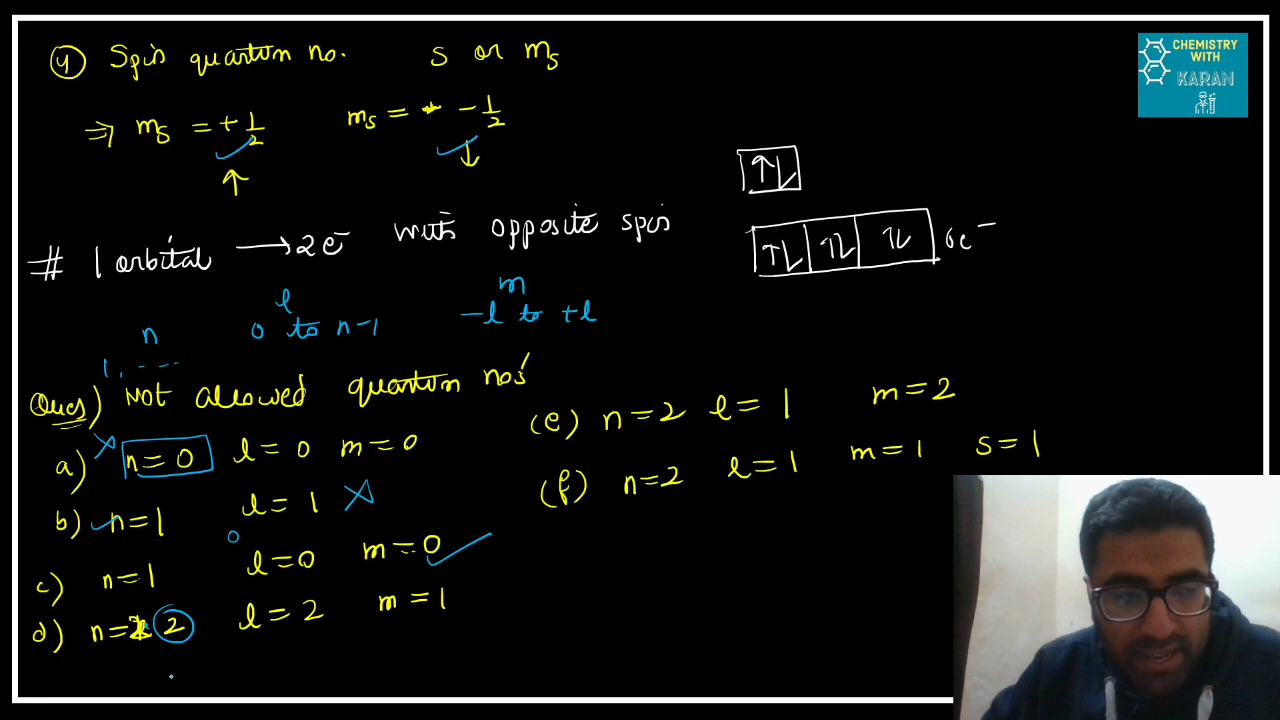 ④ Spin quantum no. s or ms
⇒ ms = +1/2 ms = -1/2
↑ ↓
# 1 orbital → 2e⁻ with opposite spin
↑↓
↑↓ ↑↓ ↑↓ 6e⁻
n l m
1, ---- 0 to n-1 -l to +l
Ques) Not allowed quantum nos'
a) n=0 l=0 m=0
b) n=1 l=1
0
c) n=1 l=0 m=0
d) n=2 l=2 m=1
(e) n=2 l=1 m=2
(f) n=2 l=1 m=1 s=1
CHEMISTRY
WITH
KARAN